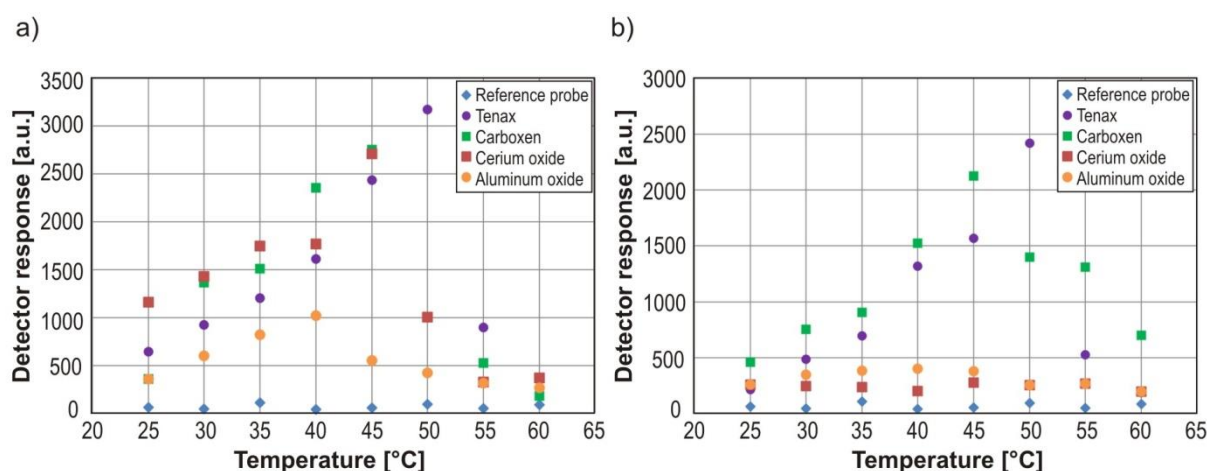 a)
3500
3000
2500
2000
1500
1000
500
0
Detector response [a.u.]
Reference probe
Tenax
Carboxen
Cerium oxide
Aluminum oxide
20 25 30 35 40 45 50 55 60 65
Temperature [°C]
b)
3000
2500
2000
1500
1000
500
0
Detector response [a.u.]
Reference probe
Tenax
Carboxen
Cerium oxide
Aluminum oxide
20 25 30 35 40 45 50 55 60 65
Temperature [°C]